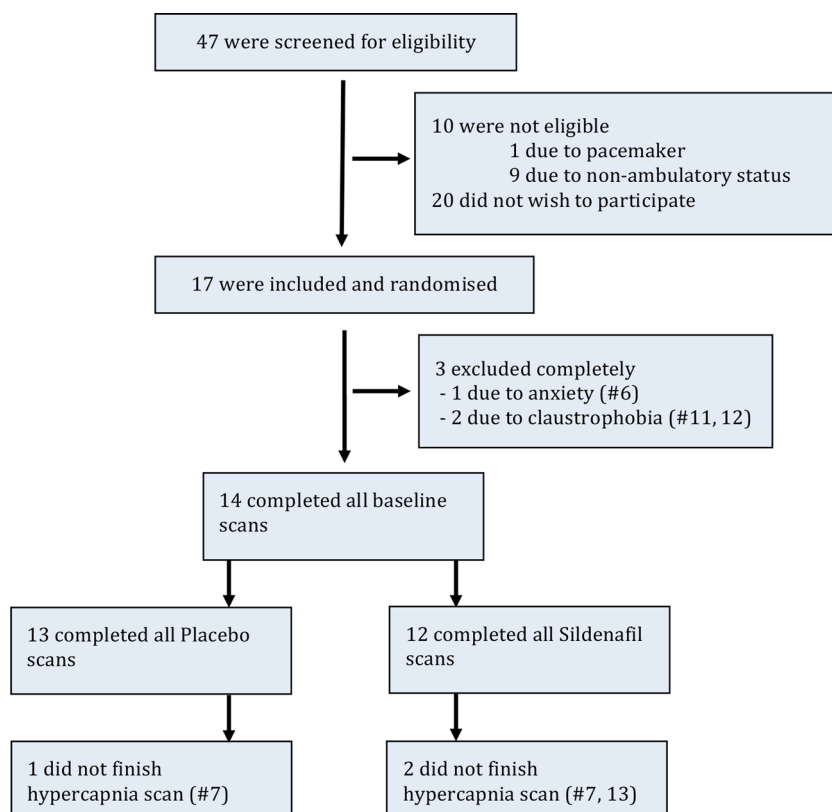 47 were screened for eligibility
10 were not eligible
1 due to pacemaker
9 due to non-ambulatory status
20 did not wish to participate
17 were included and randomised
3 excluded completely
- 1 due to anxiety (#6)
- 2 due to claustrophobia (#11, 12)
14 completed all baseline
scans
13 completed all Placebo
scans
12 completed all Sildenafil
scans
1 did not finish
hypercapnia scan (#7)
2 did not finish
hypercapnia scan (#7, 13)